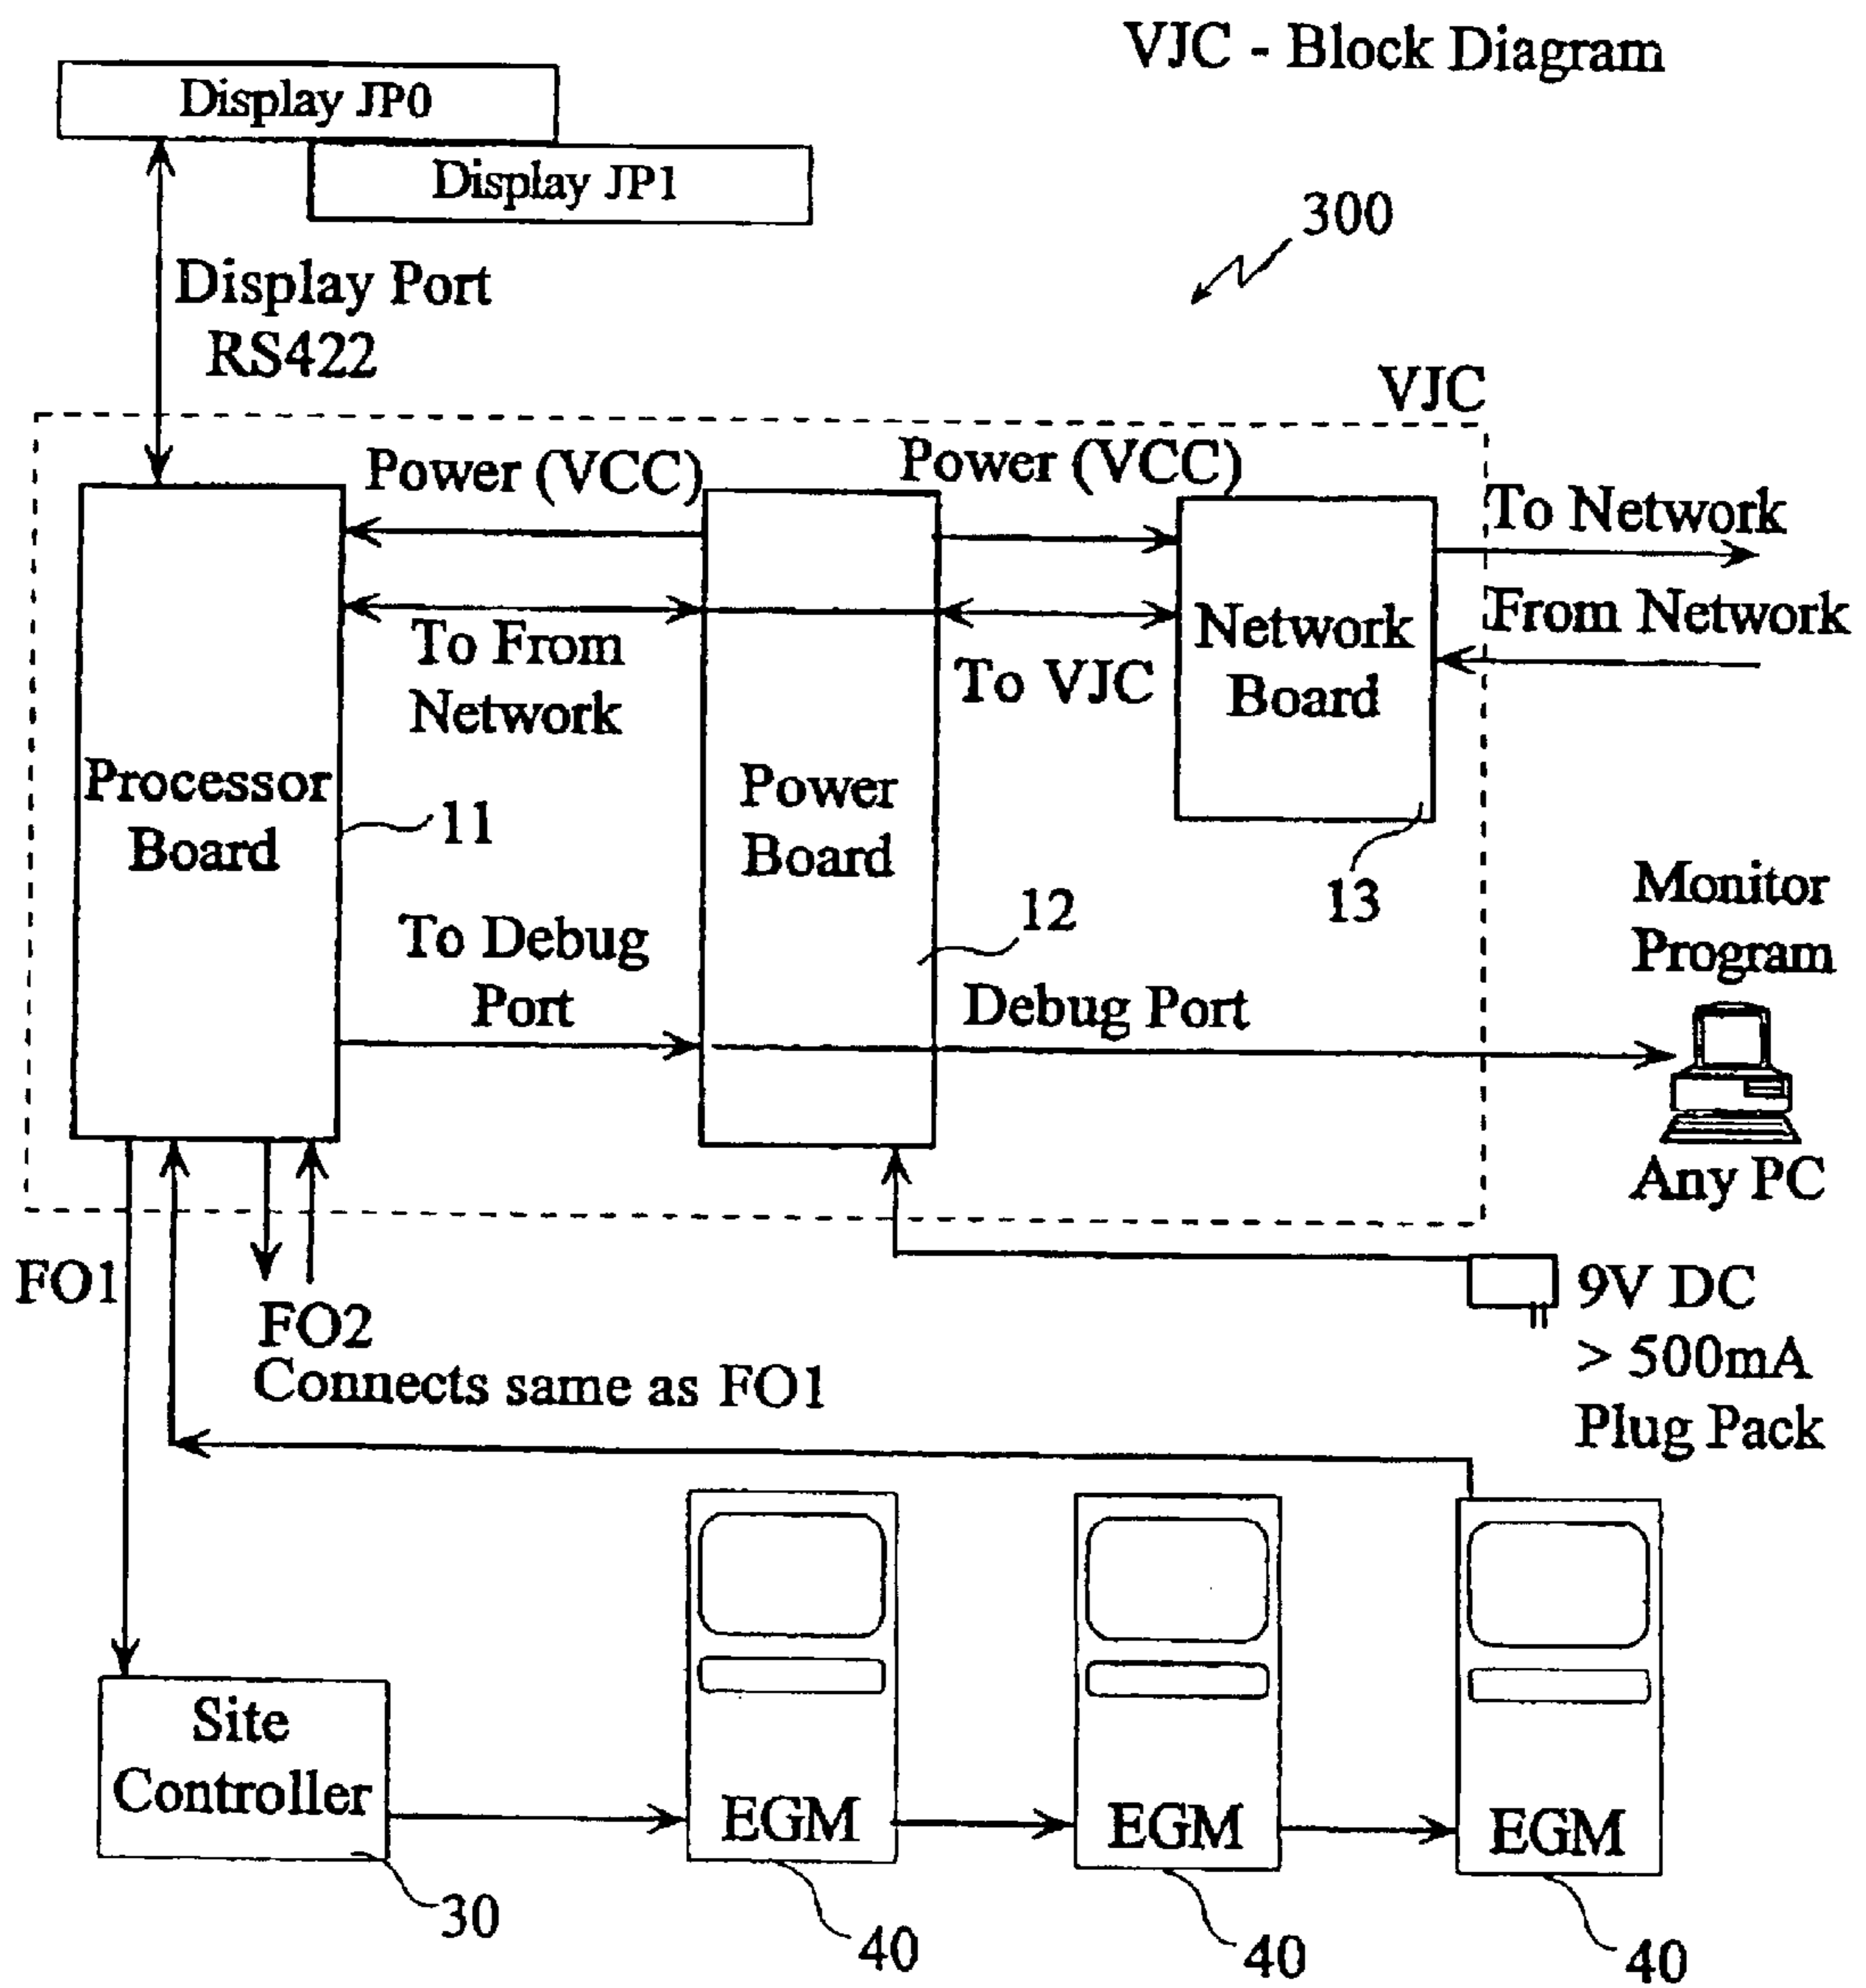 VJC - Block Diagram
Display JP0
Display JP1
300
Display Port
RS422
VJC
Power (VCC)
Power (VCC)
To Network
From Network
To From
Network
To VJC
Network
Board
Processor
Board
11
Power
Board
12
13
Monitor
Program
To Debug
Port
Debug Port
Any PC
FO1
FO2
Connects same as FO1
9V DC
> 500mA
Plug Pack
Site
Controller
EGM
EGM
EGM
30
40
40
40